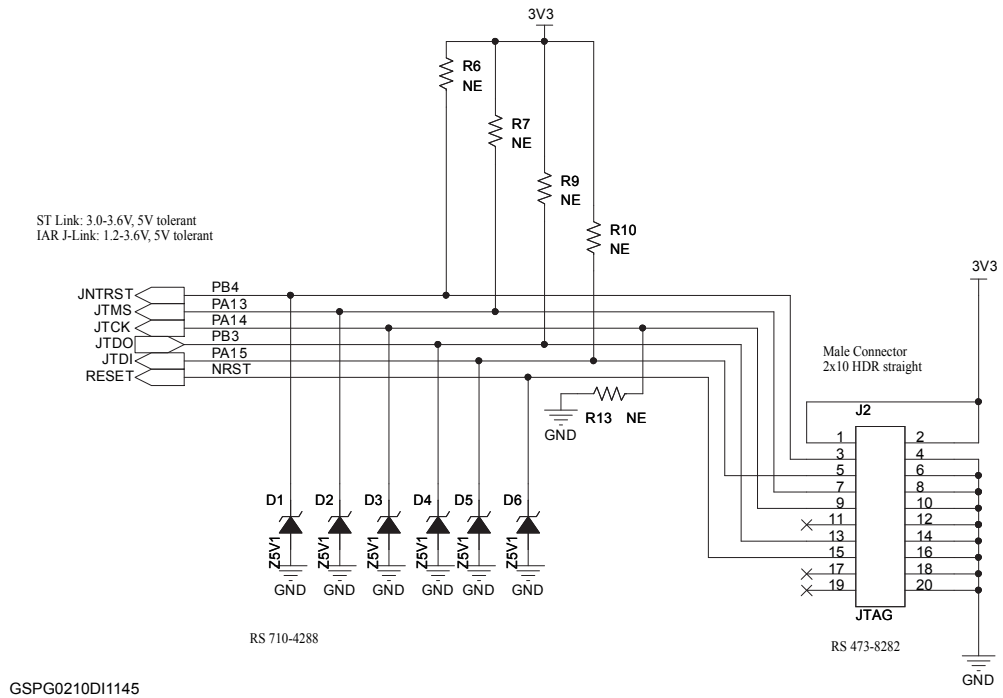 3V3
R6
NE
R7
NE
R9
NE
R10
NE
ST Link: 3.0-3.6V, 5V tolerant
IAR J-Link: 1.2-3.6V, 5V tolerant
3V3
JNTRST PB4
JTMS PA13
JTCK PA14
JTDO PB3
JTDI PA15
RESET NRST
Male Connector
2x10 HDR straight
R13 NE
GND
J2
1 2
3 4
5 6
7 8
9 10
11 12
13 14
15 16
17 18
19 20
JTAG
D1 D2 D3 D4 D5 D6
Z5V1 Z5V1 Z5V1 Z5V1 Z5V1 Z5V1
GND GND GND GND GND GND
RS 710-4288
RS 473-8282
GND
GSPG0210DI1145